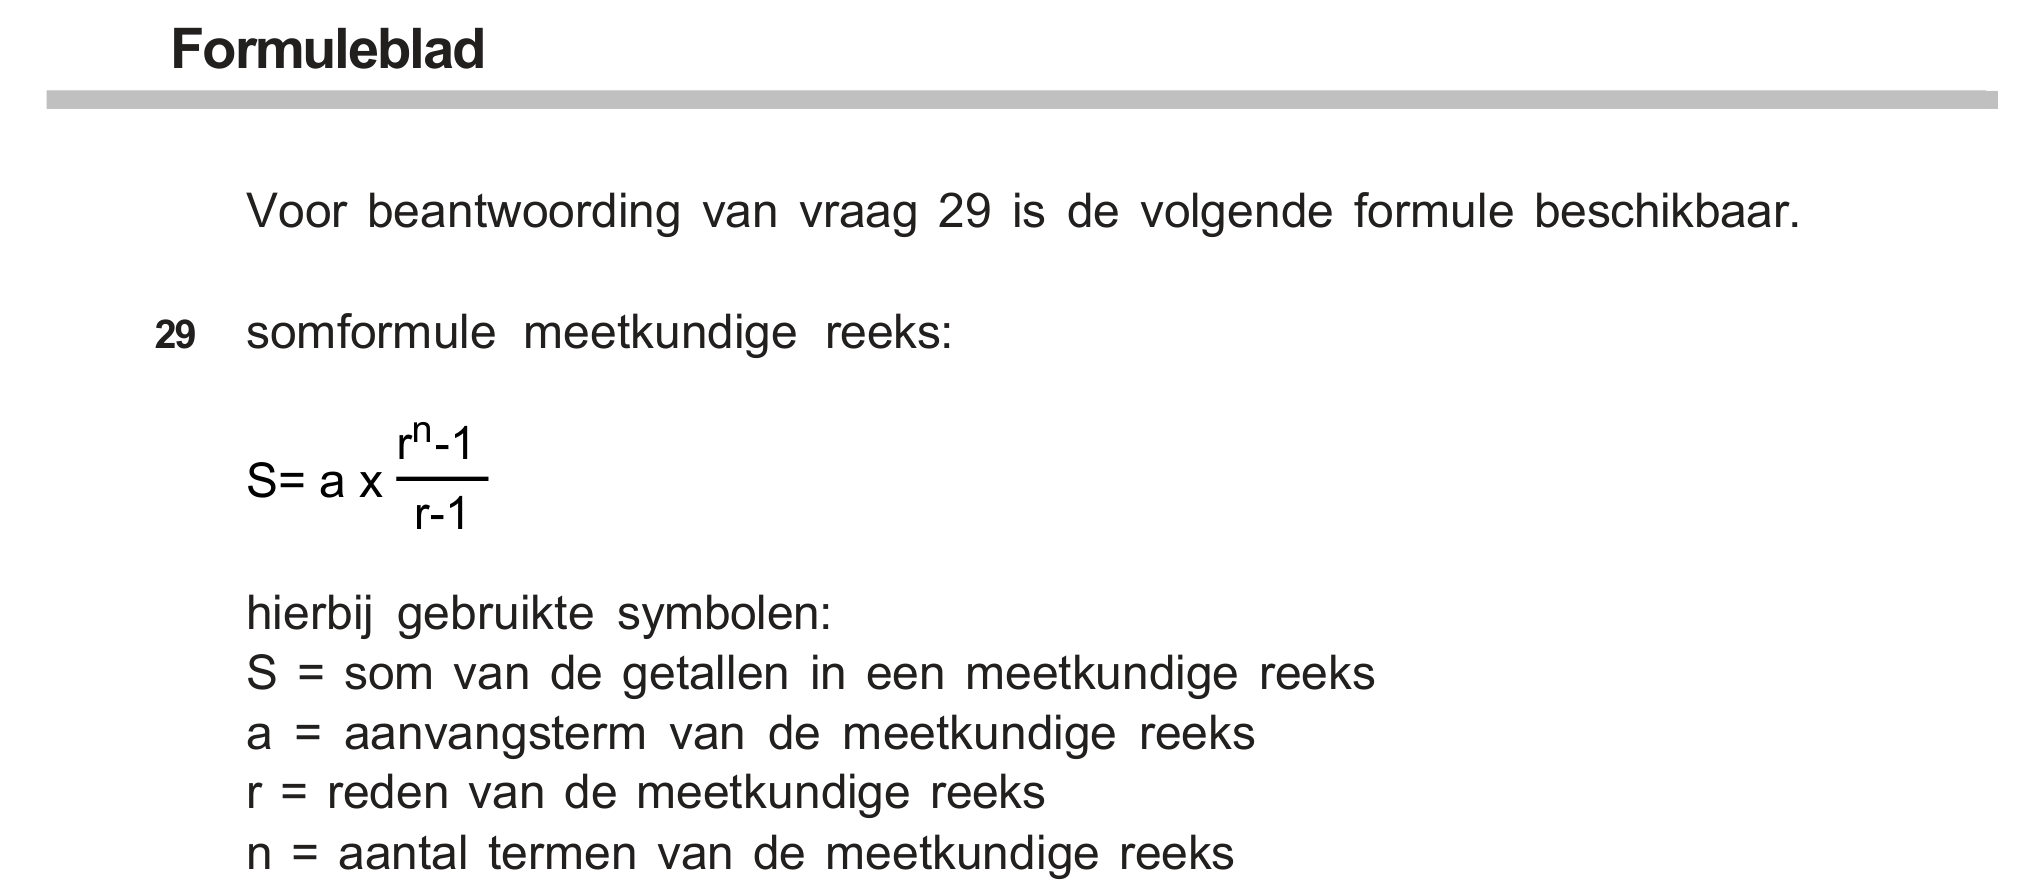 Formuleblad
Voor beantwoording van vraag 29 is de volgende formule beschikbaar.
29 somformule meetkundige reeks:
S= a x (rⁿ-1)/(r-1)
hierbij gebruikte symbolen:
S = som van de getallen in een meetkundige reeks
a = aanvangsterm van de meetkundige reeks
r = reden van de meetkundige reeks
n = aantal termen van de meetkundige reeks